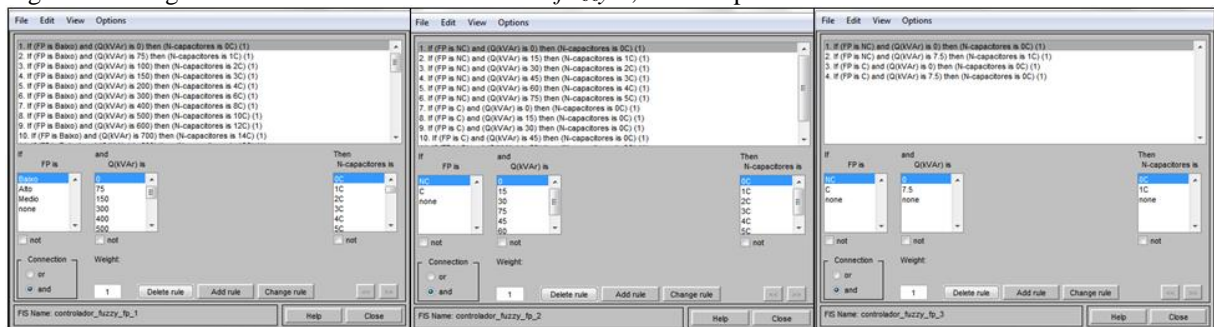 File Edit View Options
1. If (FP is Baixo) and (Q(kVAr) is 0) then (N-capacitores is 0C) (1)
2. If (FP is Baixo) and (Q(kVAr) is 75) then (N-capacitores is 1C) (1)
3. If (FP is Baixo) and (Q(kVAr) is 100) then (N-capacitores is 2C) (1)
4. If (FP is Baixo) and (Q(kVAr) is 150) then (N-capacitores is 3C) (1)
5. If (FP is Baixo) and (Q(kVAr) is 200) then (N-capacitores is 4C) (1)
6. If (FP is Baixo) and (Q(kVAr) is 300) then (N-capacitores is 6C) (1)
7. If (FP is Baixo) and (Q(kVAr) is 400) then (N-capacitores is 8C) (1)
8. If (FP is Baixo) and (Q(kVAr) is 500) then (N-capacitores is 10C) (1)
9. If (FP is Baixo) and (Q(kVAr) is 600) then (N-capacitores is 12C) (1)
10. If (FP is Baixo) and (Q(kVAr) is 700) then (N-capacitores is 14C) (1)
If and Then
FP is Q(kVAr) is N-capacitores is
Baixo 0 0C
Alto 75 1C
Medio 150 2C
none 300 3C
400 4C
500 5C
not not not
Connection Weight:
or
and 1 Delete rule Add rule Change rule << >>
FIS Name: controlador_fuzzy_fp_1 Help Close
File Edit View Options
1. If (FP is NC) and (Q(kVAr) is 0) then (N-capacitores is 0C) (1)
2. If (FP is NC) and (Q(kVAr) is 15) then (N-capacitores is 1C) (1)
3. If (FP is NC) and (Q(kVAr) is 30) then (N-capacitores is 2C) (1)
4. If (FP is NC) and (Q(kVAr) is 45) then (N-capacitores is 3C) (1)
5. If (FP is NC) and (Q(kVAr) is 60) then (N-capacitores is 4C) (1)
6. If (FP is NC) and (Q(kVAr) is 75) then (N-capacitores is 5C) (1)
7. If (FP is C) and (Q(kVAr) is 0) then (N-capacitores is 0C) (1)
8. If (FP is C) and (Q(kVAr) is 15) then (N-capacitores is 0C) (1)
9. If (FP is C) and (Q(kVAr) is 30) then (N-capacitores is 0C) (1)
10. If (FP is C) and (Q(kVAr) is 45) then (N-capacitores is 0C) (1)
If and Then
FP is Q(kVAr) is N-capacitores is
NC 0 0C
C 15 1C
none 30 2C
75 3C
45 4C
60 5C
not not not
Connection Weight:
or
and 1 Delete rule Add rule Change rule << >>
FIS Name: controlador_fuzzy_fp_2 Help Close
File Edit View Options
1. If (FP is NC) and (Q(kVAr) is 0) then (N-capacitores is 0C) (1)
2. If (FP is NC) and (Q(kVAr) is 7.5) then (N-capacitores is 1C) (1)
3. If (FP is C) and (Q(kVAr) is 0) then (N-capacitores is 0C) (1)
4. If (FP is C) and (Q(kVAr) is 7.5) then (N-capacitores is 0C) (1)
If and Then
FP is Q(kVAr) is N-capacitores is
NC 0 0C
C 7.5 1C
none none none
not not not
Connection Weight:
or
and 1 Delete rule Add rule Change rule << >>
FIS Name: controlador_fuzzy_fp_3 Help Close